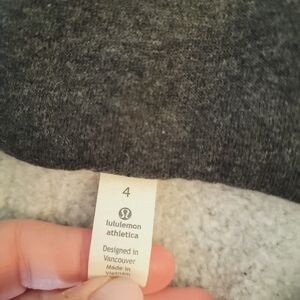 4
lululemon
athletica
Designed in
Vancouver
Made in
Vietnam